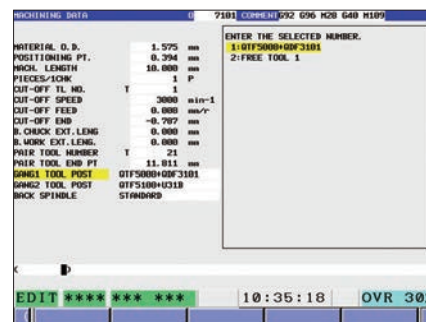 MACHINING DATA 0 7101 COMMENT G92 G96 M28 G40 M109
MATERIAL O.D. 1.575 mm
POSITIONING PT. 0.394 mm
MACH. LENGTH 10.000 mm
PIECES/1CHK 1 P
CUT-OFF TL NO. T 1
CUT-OFF SPEED 3000 min-1
CUT-OFF FEED 0.000 mm/r
CUT-OFF END -0.787 mm
B.CHUCK EXT.LENG 0.000 mm
B.WORK EXT.LENG. 0.000 mm
PAIR TOOL NUMBER T 21
PAIR TOOL END PT 11.811 mm
GANG1 TOOL POST QTF5000+QDF3101
GANG2 TOOL POST QTF5100+U31B
BACK SPINDLE STANDARD
ENTER THE SELECTED NUMBER.
1:QTF5000+QDF3101
2:FREE TOOL 1
EDIT **** *** *** 10:35:18 OVR 30